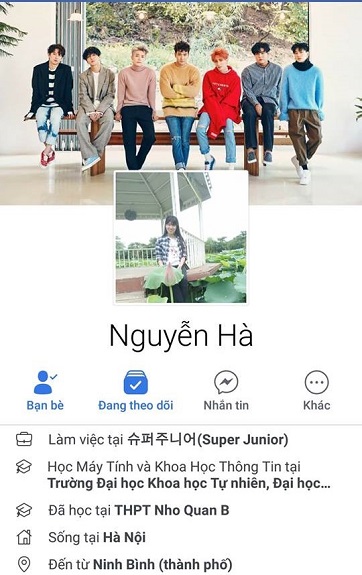 Nguyễn Hà
Bạn bè
Đang theo dõi
Nhắn tin
Khác
Làm việc tại 슈퍼주니어(Super Junior)
Học Máy Tính và Khoa Học Thông Tin tại
Trường Đại học Khoa học Tự nhiên, Đại học...
Đã học tại THPT Nho Quan B
Sống tại Hà Nội
Đến từ Ninh Bình (thành phố)